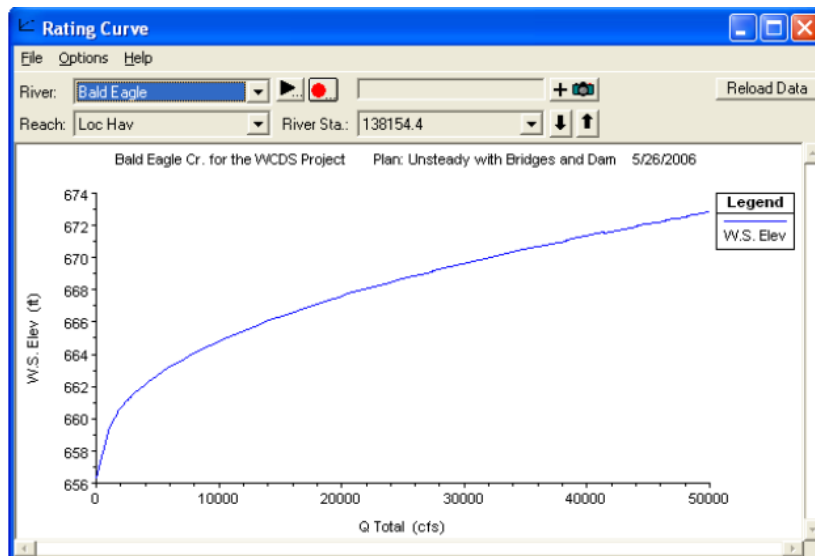 Rating Curve
File Options Help
River: Bald Eagle Reload Data
Reach: Loc Hav River Sta.: 138154.4
Bald Eagle Cr. for the WCDS Project Plan: Unsteady with Bridges and Dam 5/26/2006
674
672
670
668
666
664
662
660
658
656
W.S. Elev (ft)
0 10000 20000 30000 40000 50000
Q Total (cfs)
Legend
W.S. Elev